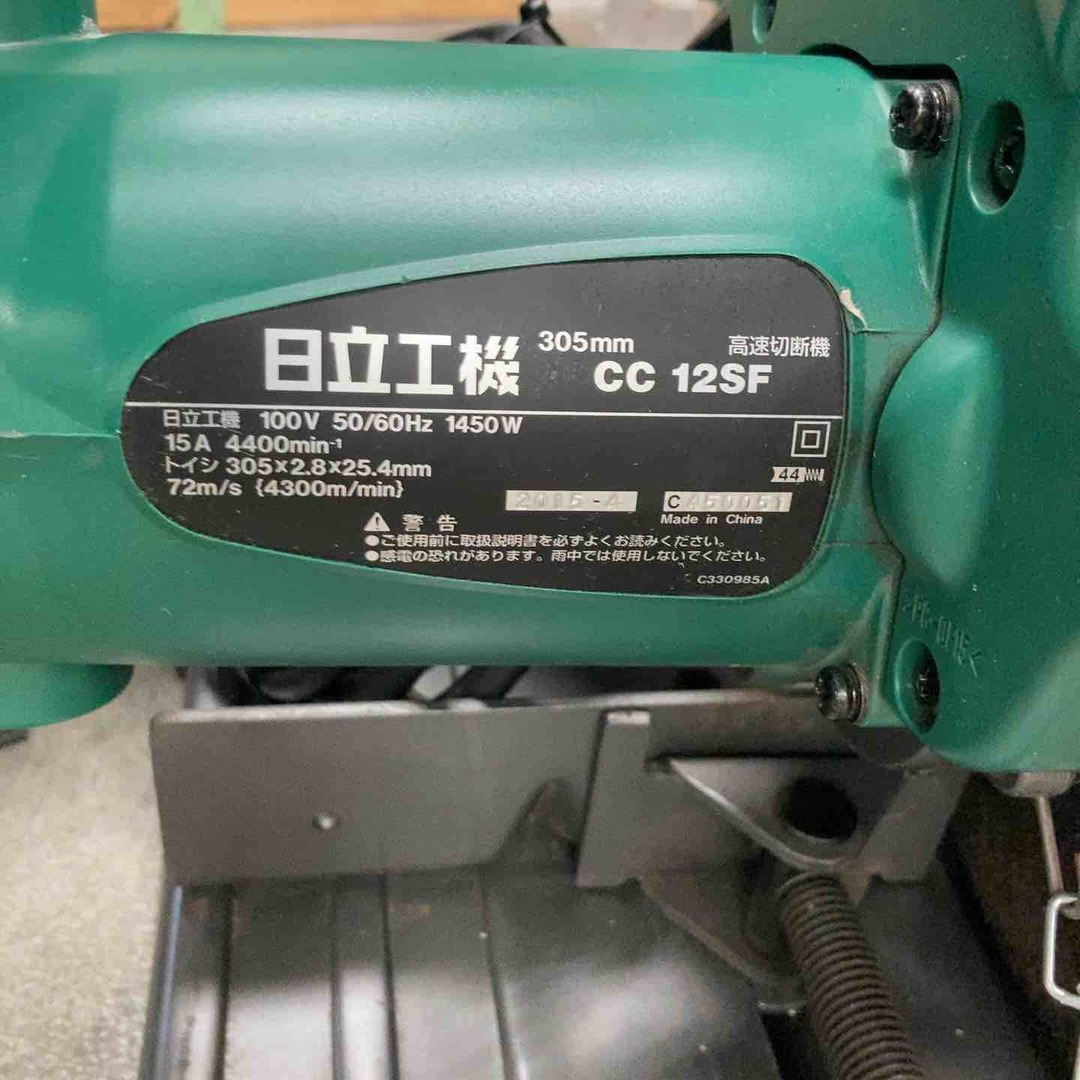 日立工機 305mm 高速切断機
CC 12SF
日立工機 100V 50/60Hz 1450W
15A 4400min⁻¹
トイシ 305×2.8×25.4mm
72m/s {4300m/min}
44
2015-4 C450051
Made in China
警告
●ご使用前に取扱説明書を必ずよくお読みください。
●感電の恐れがあります。雨中では使用しないでください。
C330985A